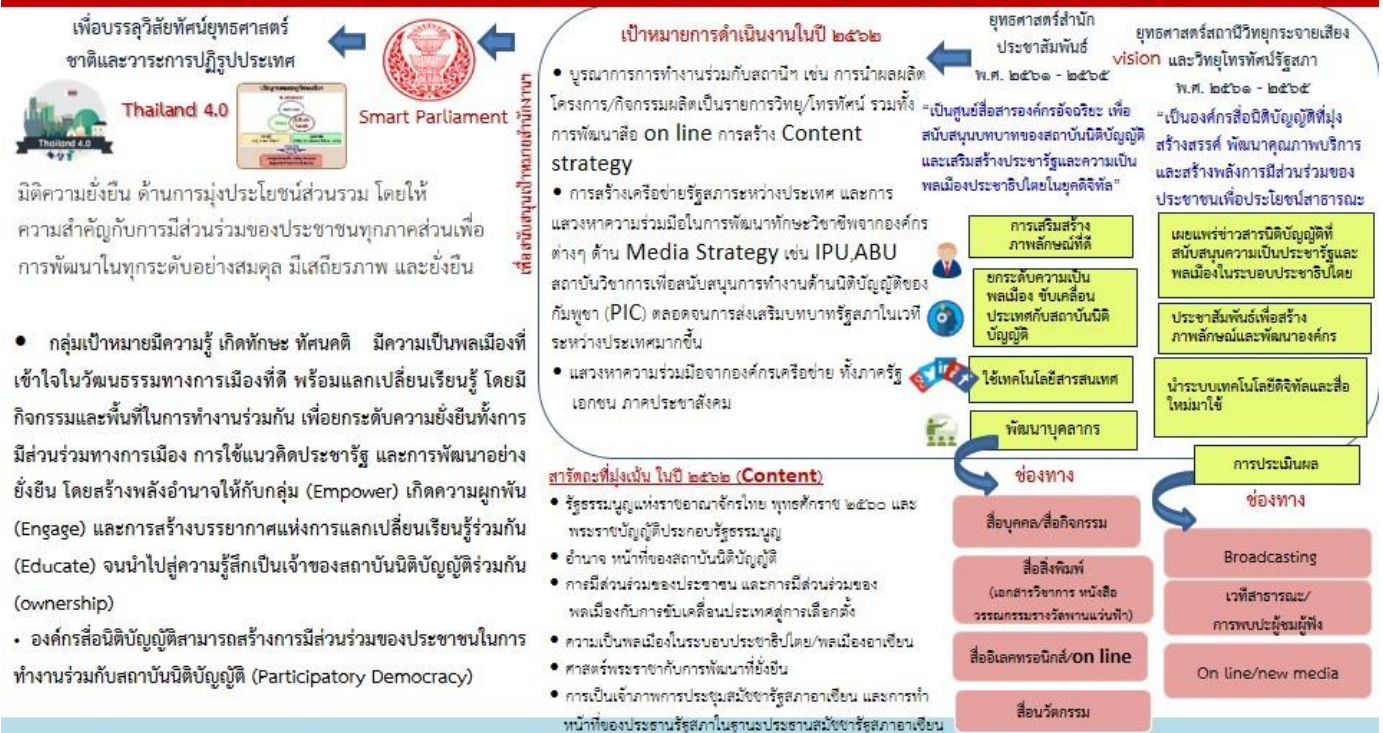 เพื่อบรรลุวิสัยทัศน์ยุทธศาสตร์
ชาติและวาระการปฏิรูปประเทศ
Thailand 4.0
Thailand 4.0
Smart Parliament
เพื่อสนับสนุนเป้าหมายสำนักงานฯ
มิติความยั่งยืน ด้านการมุ่งประโยชน์ส่วนรวม โดยให้
ความสำคัญกับการมีส่วนร่วมของประชาชนทุกภาคส่วนเพื่อ
การพัฒนาในทุกระดับอย่างสมดุล มีเสถียรภาพ และยั่งยืน
• กลุ่มเป้าหมายมีความรู้ เกิดทักษะ ทัศนคติ มีความเป็นพลเมืองที่
เข้าใจในวัฒนธรรมทางการเมืองที่ดี พร้อมแลกเปลี่ยนเรียนรู้ โดยมี
กิจกรรมและพื้นที่ในการทำงานร่วมกัน เพื่อยกระดับความยั่งยืนทั้งการ
มีส่วนร่วมทางการเมือง การใช้แนวคิดประชารัฐ และการพัฒนาอย่าง
ยั่งยืน โดยสร้างพลังอำนาจให้กับกลุ่ม (Empower) เกิดความผูกพัน
(Engage) และการสร้างบรรยากาศแห่งการแลกเปลี่ยนเรียนรู้ร่วมกัน
(Educate) จนนำไปสู่ความรู้สึกเป็นเจ้าของสถาบันนิติบัญญัติร่วมกัน
(ownership)
• องค์กรสื่อนิติบัญญัติสามารถสร้างการมีส่วนร่วมของประชาชนในการ
ทำงานร่วมกับสถาบันนิติบัญญัติ (Participatory Democracy)
เป้าหมายการดำเนินงานในปี ๒๕๖๒
• บูรณาการการทำงานร่วมกับสถานีฯ เช่น การนำผลผลิต
โครงการ/กิจกรรมผลิตเป็นรายการวิทยุ/โทรทัศน์ รวมทั้ง
การพัฒนาสื่อ on line การสร้าง Content
strategy
• การสร้างเครือข่ายรัฐสภาระหว่างประเทศ และการ
แสวงหาความร่วมมือในการพัฒนาทักษะวิชาชีพจากองค์กร
ต่างๆ ด้าน Media Strategy เช่น IPU,ABU
สถาบันวิชาการเพื่อสนับสนุนการทำงานด้านนิติบัญญัติของ
กัมพูชา (PIC) ตลอดจนการส่งเสริมบทบาทรัฐสภาในเวที
ระหว่างประเทศมากขึ้น
• แสวงหาความร่วมมือจากองค์กรเครือข่าย ทั้งภาครัฐ
เอกชน ภาคประชาสังคม
สารัตถะที่มุ่งเน้น ในปี ๒๕๖๒ (Content)
• รัฐธรรมนูญแห่งราชอาณาจักรไทย พุทธศักราช ๒๕๖๐ และ
พระราชบัญญัติประกอบรัฐธรรมนูญ
• อำนาจ หน้าที่ของสถาบันนิติบัญญัติ
• การมีส่วนร่วมของประชาชน และการมีส่วนร่วมของ
พลเมืองกับการขับเคลื่อนประเทศสู่การเลือกตั้ง
• ความเป็นพลเมืองในระบอบประชาธิปไตย/พลเมืองอาเซียน
• ศาสตร์พระราชากับการพัฒนาที่ยั่งยืน
• การเป็นเจ้าภาพการประชุมสมัชชารัฐสภาอาเซียน และการทำ
หน้าที่ของประธานรัฐสภาในฐานะประธานสมัชชารัฐสภาอาเซียน
ยุทธศาสตร์สำนัก
ประชาสัมพันธ์
พ.ศ. ๒๕๖๑ - ๒๕๖๕
vision
“เป็นศูนย์สื่อสารองค์กรอัจฉริยะ เพื่อ
สนับสนุนบทบาทของสถาบันนิติบัญญัติ
และเสริมสร้างประชารัฐและความเป็น
พลเมืองประชาธิปไตยในยุคดิจิทัล”
การเสริมสร้าง
ภาพลักษณ์ที่ดี
ยกระดับความเป็น
พลเมือง ขับเคลื่อน
ประเทศกับสถาบันนิติ
บัญญัติ
ใช้เทคโนโลยีสารสนเทศ
พัฒนาบุคลากร
ช่องทาง
สื่อบุคคล/สื่อกิจกรรม
สื่อสิ่งพิมพ์
(เอกสารวิชาการ หนังสือ
วรรณกรรมรางวัลพานแว่นฟ้า)
สื่ออิเลคทรอนิกส์/on line
สื่อนวัตกรรม
ยุทธศาสตร์สถานีวิทยุกระจายเสียง
และวิทยุโทรทัศน์รัฐสภา
พ.ศ. ๒๕๖๑ - ๒๕๖๕
“เป็นองค์กรสื่อนิติบัญญัติที่มุ่ง
สร้างสรรค์ พัฒนาคุณภาพบริการ
และสร้างพลังการมีส่วนร่วมของ
ประชาชนเพื่อประโยชน์สาธารณะ
เผยแพร่ข่าวสารนิติบัญญัติที่
สนับสนุนความเป็นประชารัฐและ
พลเมืองในระบอบประชาธิปไตย
ประชาสัมพันธ์เพื่อสร้าง
ภาพลักษณ์และพัฒนาองค์กร
นำระบบเทคโนโลยีดิจิทัลและสื่อ
ใหม่มาใช้
การประเมินผล
ช่องทาง
Broadcasting
เวทีสาธารณะ/
การพบปะผู้ชมผู้ฟัง
On line/new media